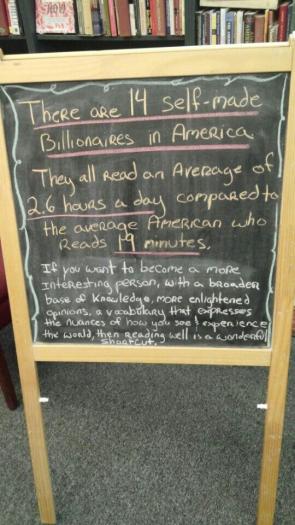 There are 14 self-made
Billionaires in America
They all read an Average of
2.6 hours a day compared to
the average American who
Reads 19 minutes.
If you want to become a more
interesting person, with a broader
base of knowledge, more enlightened
opinions, a vocabulary that expresses
the nuances of how you see & experience
the world, then reading well is a wonderful
shortcut.